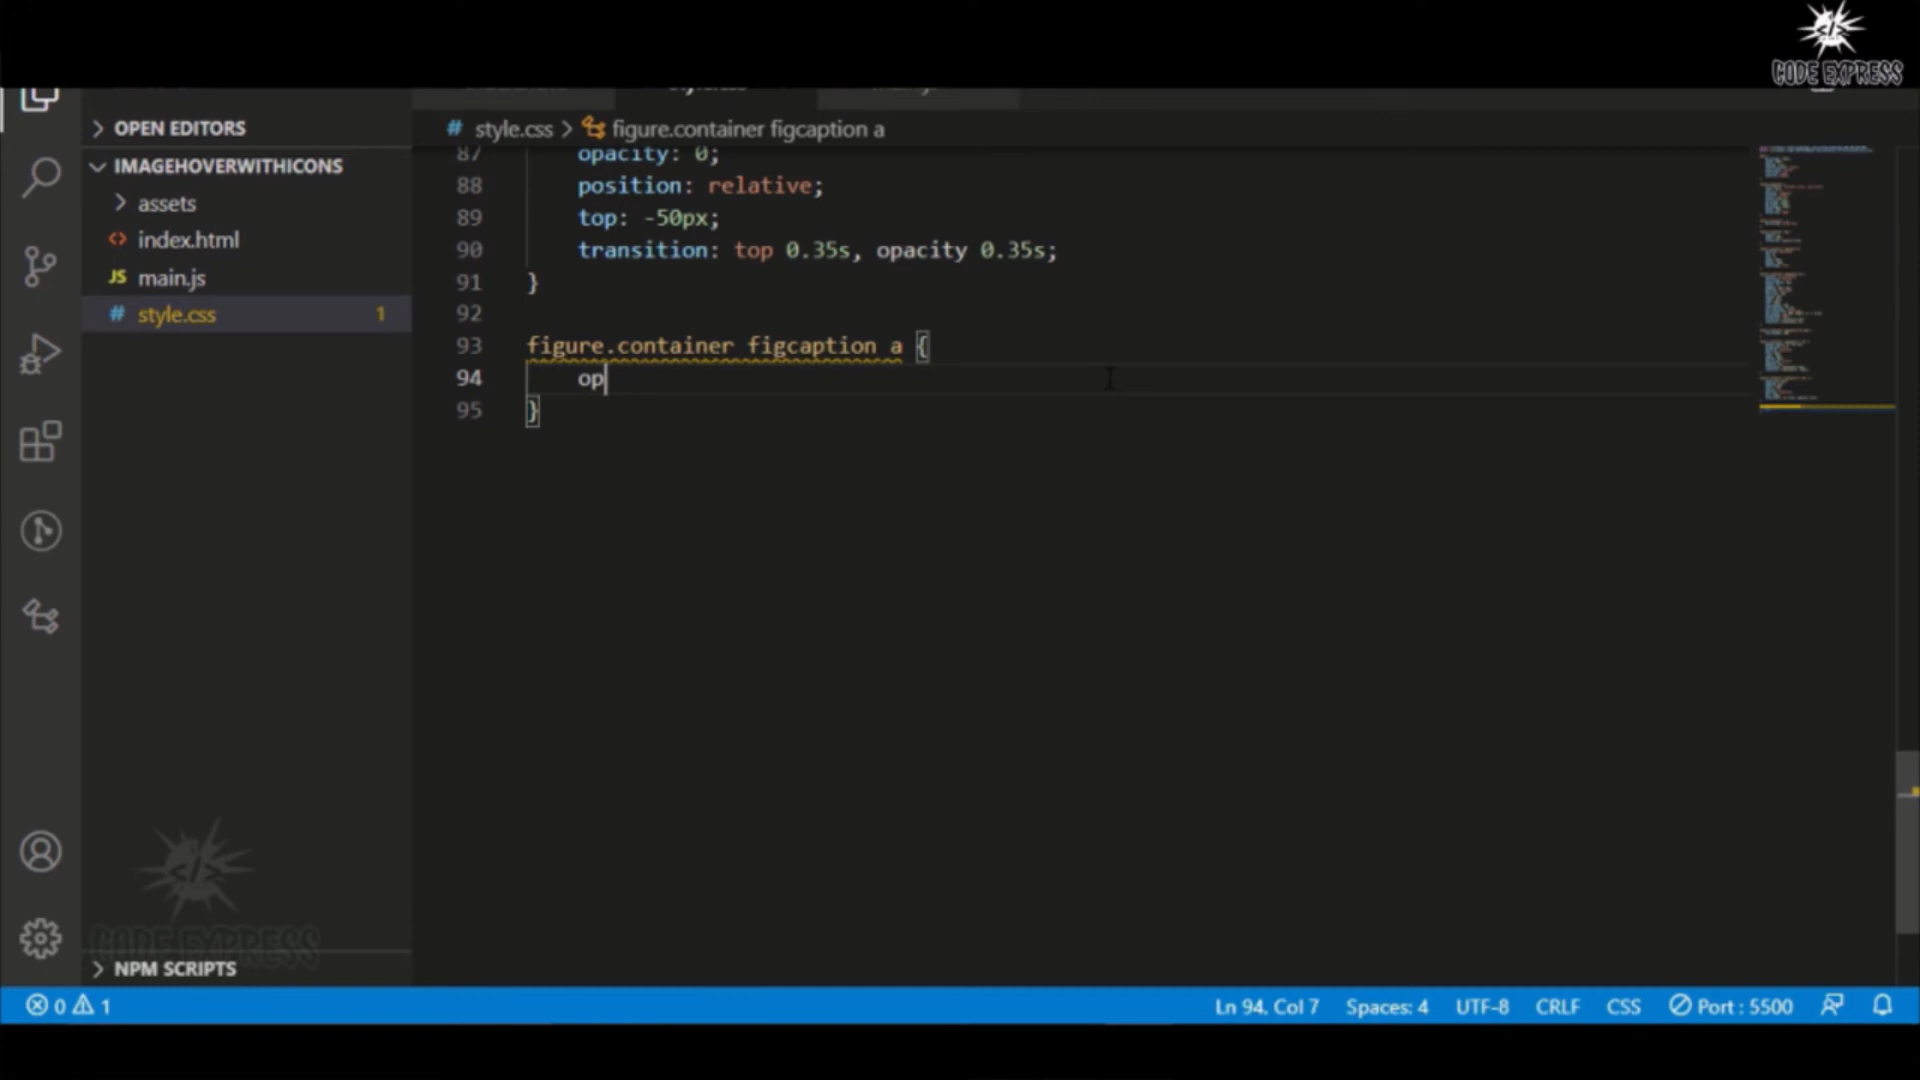 CODE EXPRESS
OPEN EDITORS
IMAGEHOVERWITHICONS
assets
<> index.html
JS main.js
# style.css 1
NPM SCRIPTS
CODE EXPRESS
# style.css > figure.container figcaption a
87 opacity: 0;
88 position: relative;
89 top: -50px;
90 transition: top 0.35s, opacity 0.35s;
91 }
92
93 figure.container figcaption a {
94 op
95 }
0 1
Ln 94, Col 7 Spaces: 4 UTF-8 CRLF CSS Port : 5500